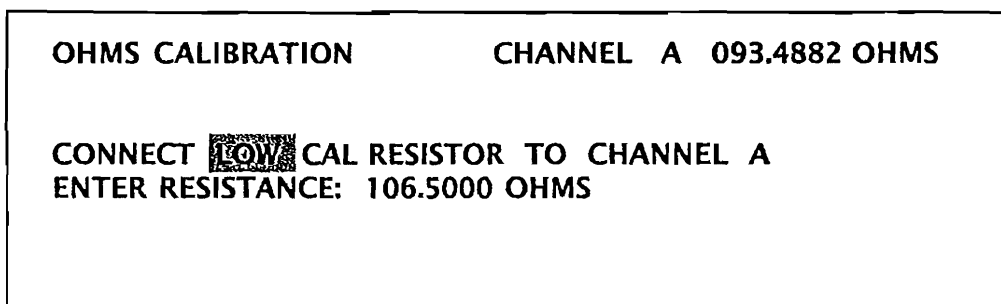 OHMS CALIBRATION CHANNEL A 093.4882 OHMS
CONNECT LOW CAL RESISTOR TO CHANNEL A
ENTER RESISTANCE: 106.5000 OHMS